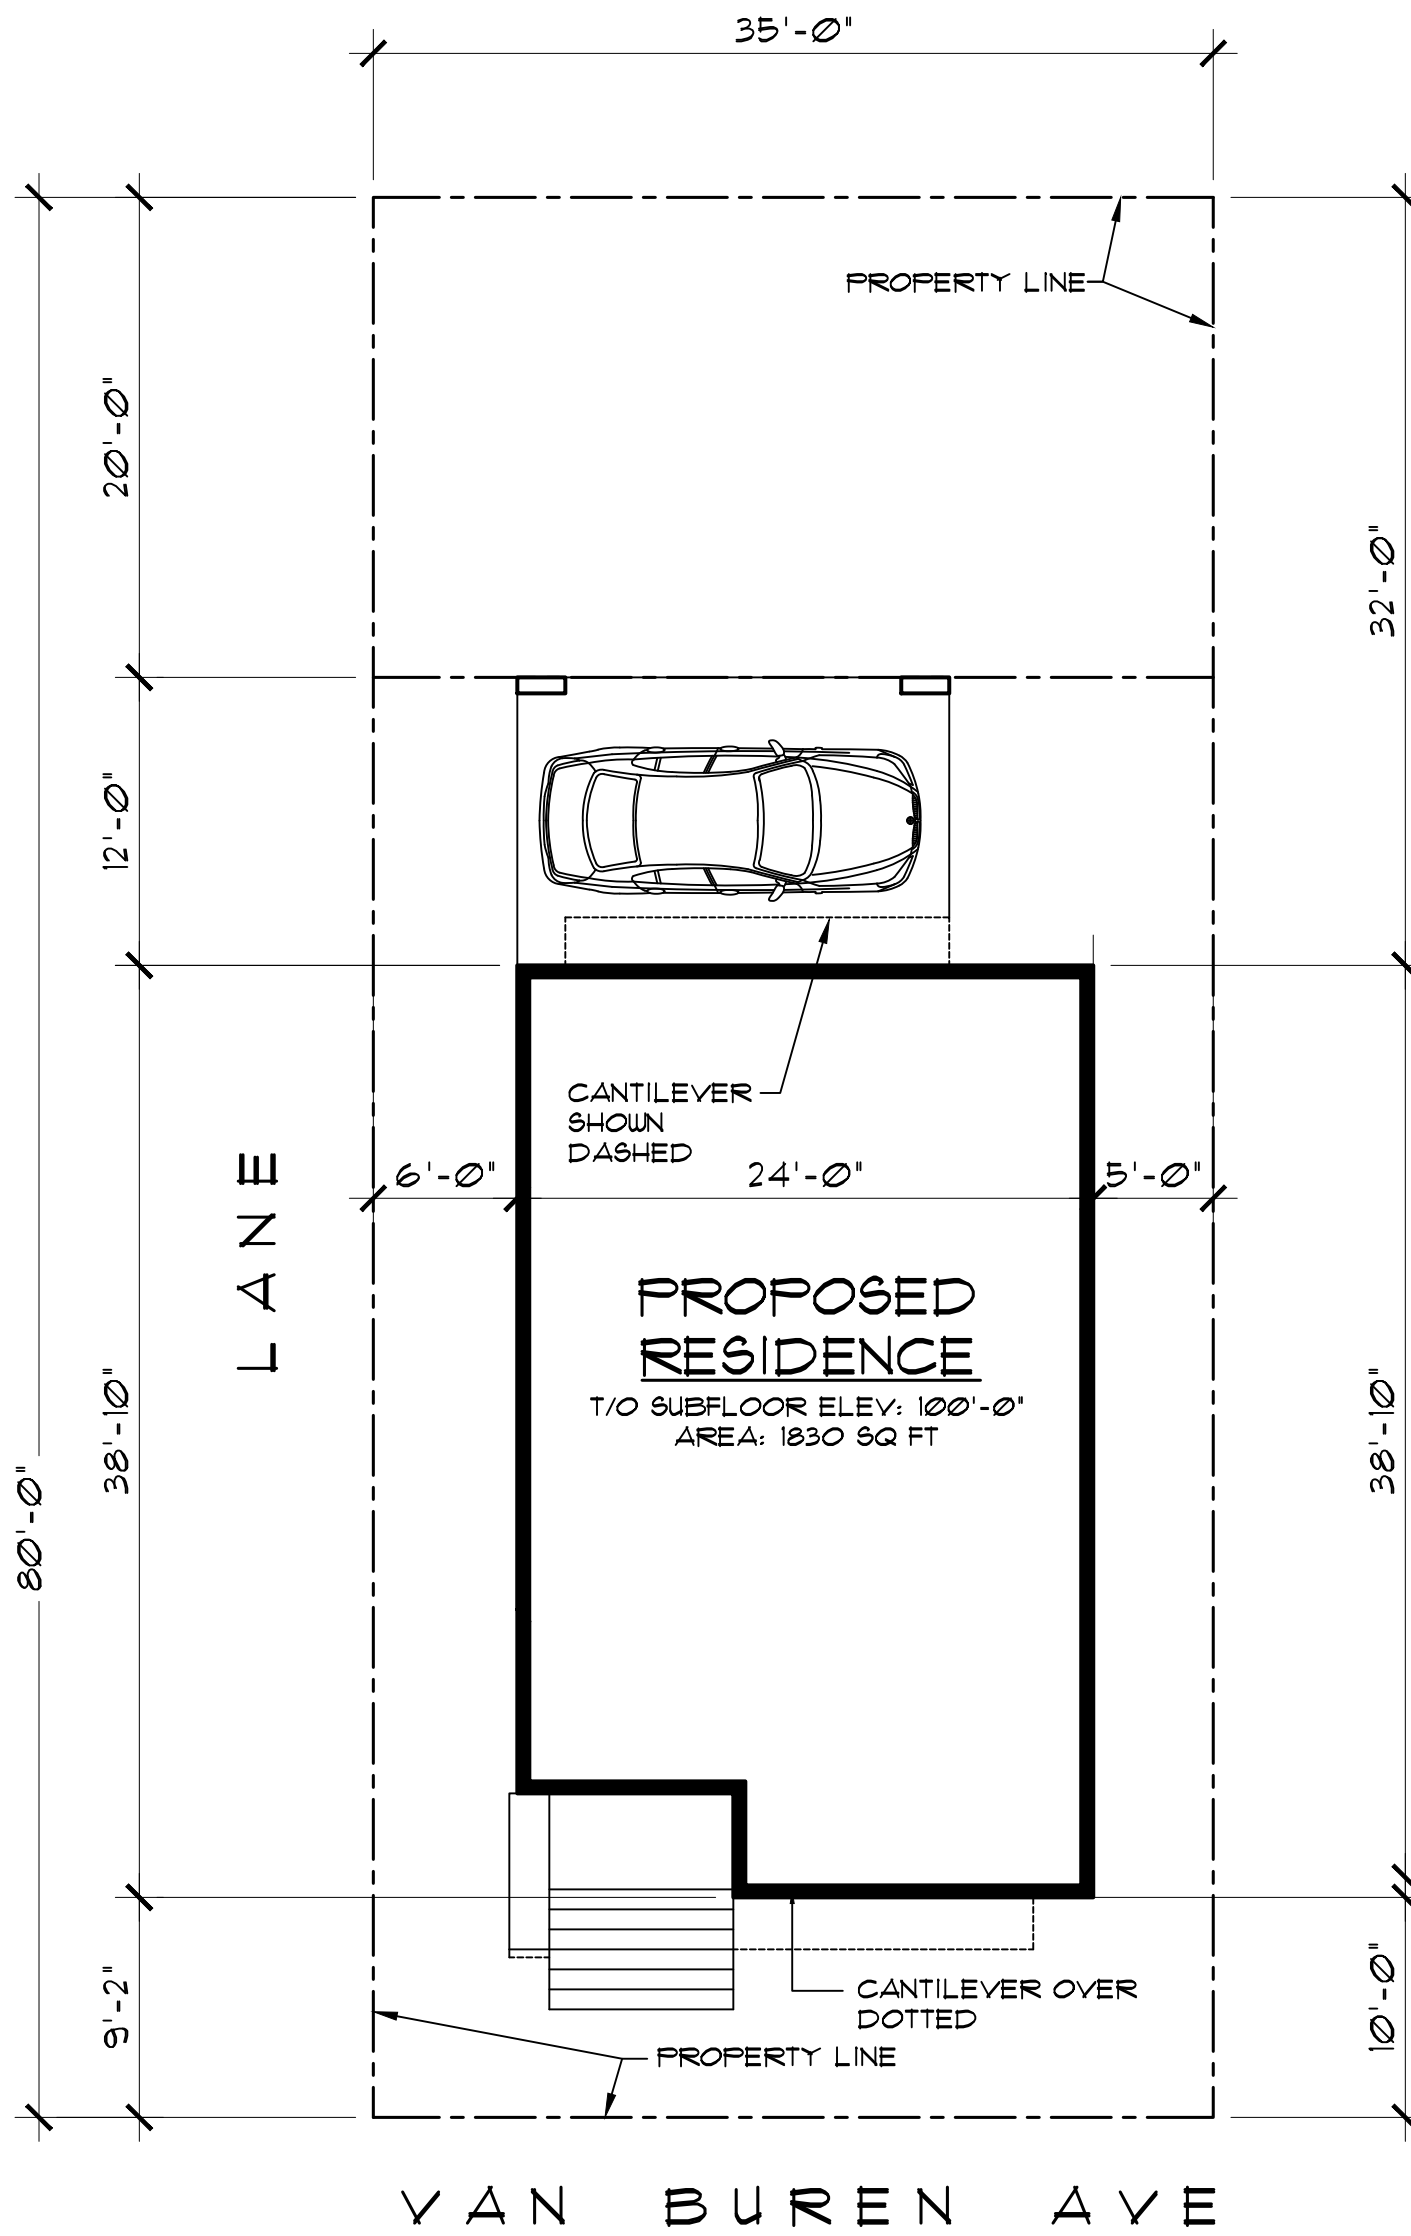 35'-0"
PROPERTY LINE
20'-0"
32'-0"
12'-0"
CANTILEVER
SHOWN
DASHED
6'-0"
24'-0"
5'-0"
LANE
PROPOSED
RESIDENCE
T/O SUBFLOOR ELEV: 100'-0"
AREA: 1830 SQ FT
38'-10"
38'-10"
80'-0"
9'-2"
CANTILEVER OVER
DOTTED
10'-0"
PROPERTY LINE
VAN BUREN AVE